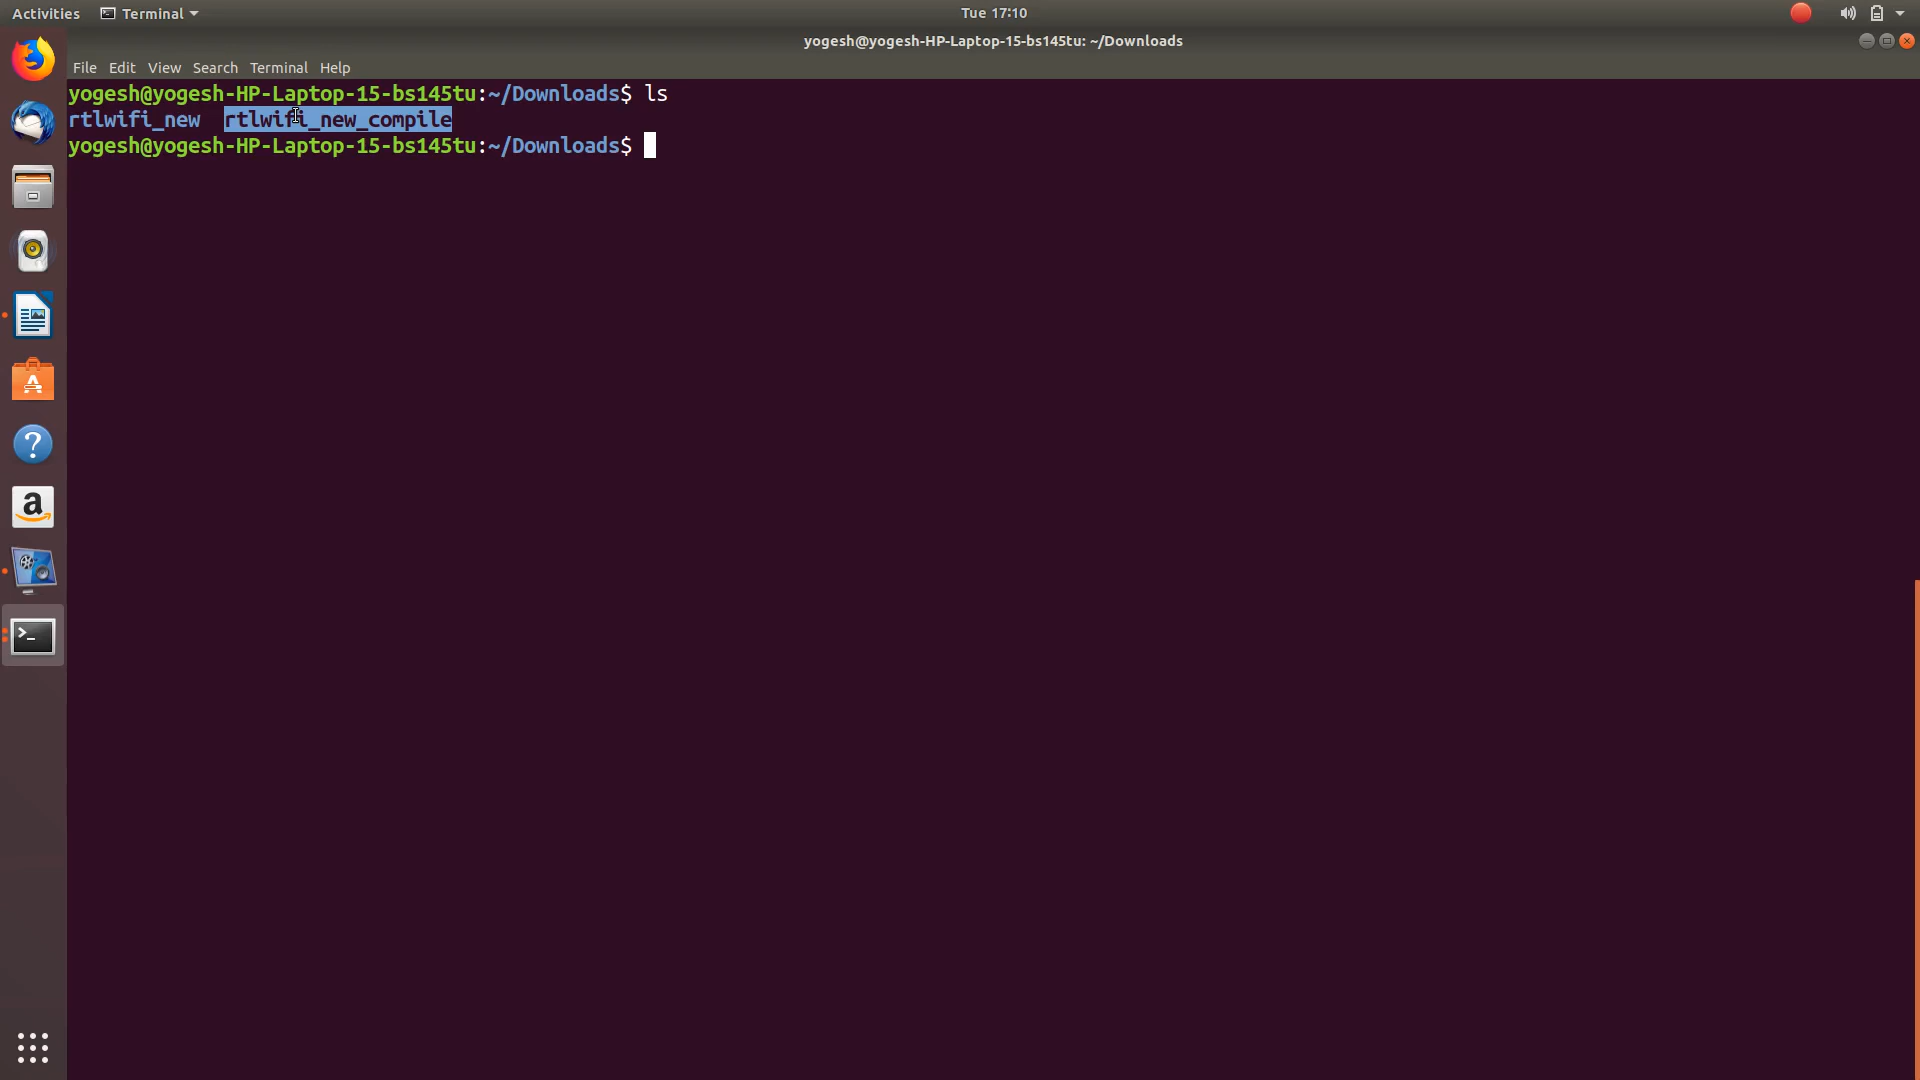 Activities Terminal Tue 17:10
yogesh@yogesh-HP-Laptop-15-bs145tu: ~/Downloads
File Edit View Search Terminal Help
yogesh@yogesh-HP-Laptop-15-bs145tu:~/Downloads$ ls
rtlwifi_new rtlwifi_new_compile
yogesh@yogesh-HP-Laptop-15-bs145tu:~/Downloads$